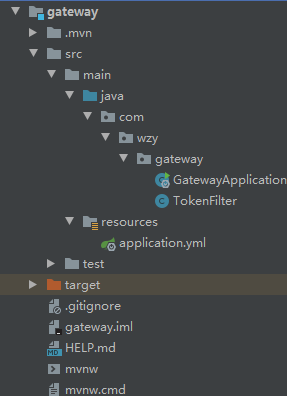 gateway
.mvn
src
main
java
com
wzy
gateway
GatewayApplication
TokenFilter
resources
application.yml
test
target
.gitignore
gateway.iml
HELP.md
mvnw
mvnw.cmd